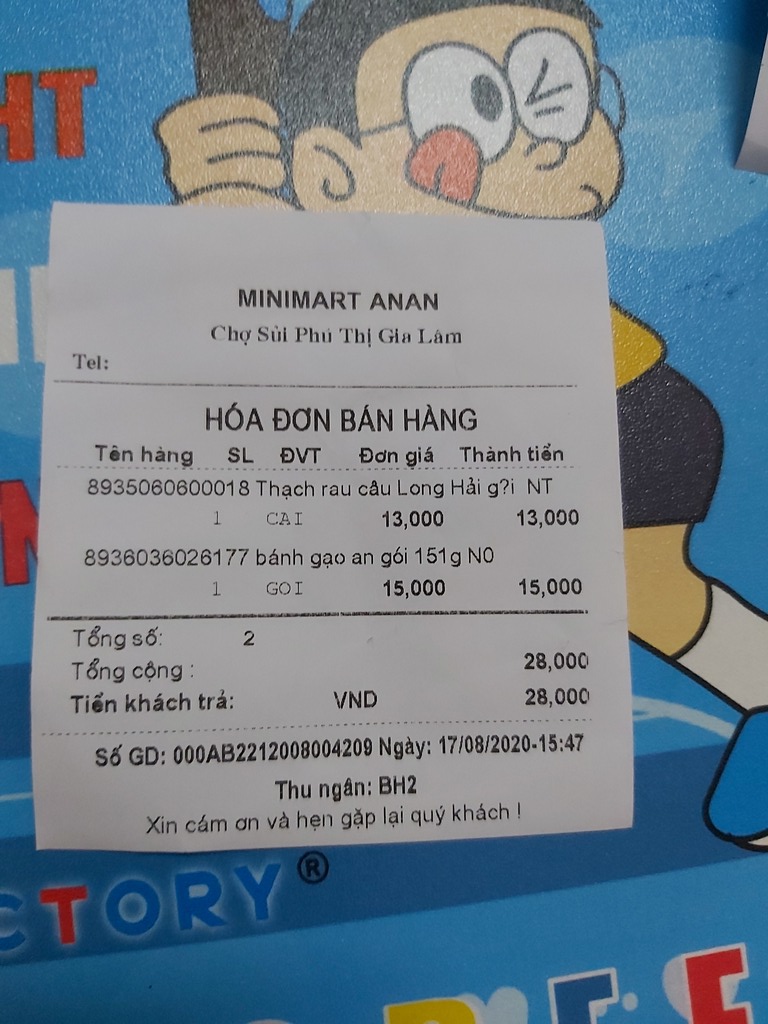 HT
MINIMART ANAN
Chợ Sủi Phú Thị Gia Lâm
Tel:
HÓA ĐƠN BÁN HÀNG
Tên hàng SL ĐVT Đơn giá Thành tiền
8935060600018 Thạch rau câu Long Hải g?i NT
1 CAI 13,000 13,000
8936036026177 bánh gạo an gói 151g N0
1 GOI 15,000 15,000
Tổng số: 2
Tổng cộng : 28,000
Tiền khách trả: VND 28,000
Số GD: 000AB2212008004209 Ngày: 17/08/2020-15:47
Thu ngân: BH2
Xin cám ơn và hẹn gặp lại quý khách !
CTORY®